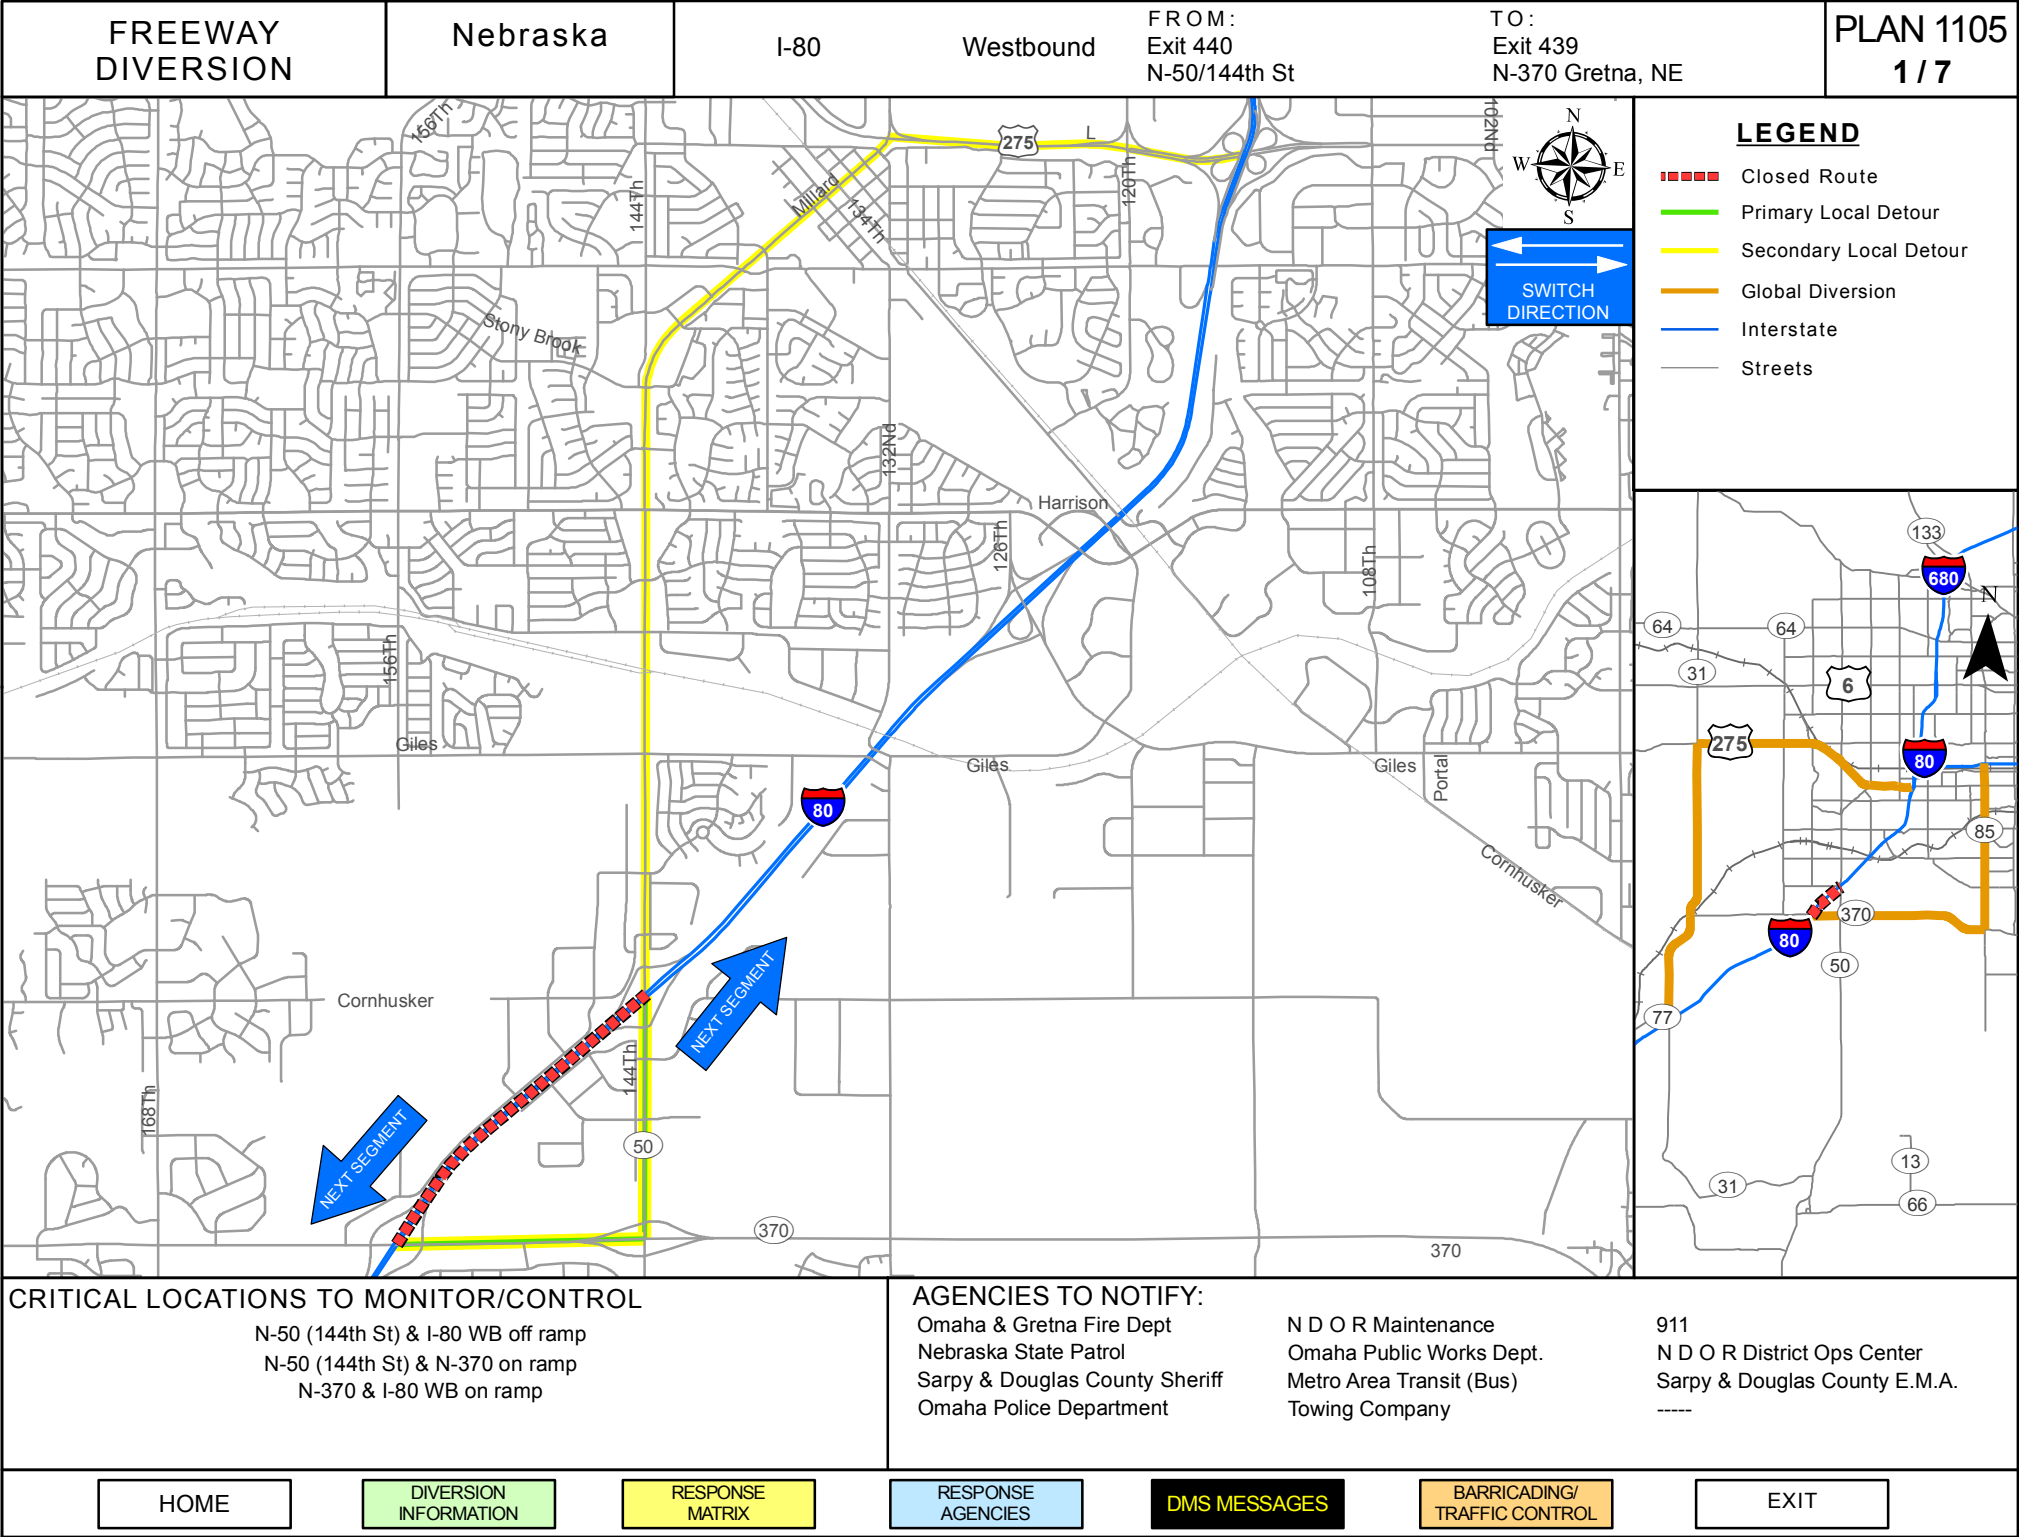 FREEWAY
DIVERSION
Nebraska
I-80
Westbound
FROM:
Exit 440
N-50/144th St
TO:
Exit 439
N-370 Gretna, NE
PLAN 1105
1 / 7
156Th
144Th
Millard
134Th
275
L
120Th
102Nd
N
W
E
S
SWITCH
DIRECTION
Stony Brook
132Nd
Harrison
126Th
108Th
156Th
Giles
Giles
Giles
Portal
80
Cornhusker
Cornhusker
NEXT SEGMENT
144Th
168Th
NEXT SEGMENT
50
370
370
LEGEND
Closed Route
Primary Local Detour
Secondary Local Detour
Global Diversion
Interstate
Streets
133
680
N
64
64
31
6
275
80
85
370
80
50
77
13
31
66
CRITICAL LOCATIONS TO MONITOR/CONTROL
N-50 (144th St) & I-80 WB off ramp
N-50 (144th St) & N-370 on ramp
N-370 & I-80 WB on ramp
AGENCIES TO NOTIFY:
Omaha & Gretna Fire Dept
Nebraska State Patrol
Sarpy & Douglas County Sheriff
Omaha Police Department
N D O R Maintenance
Omaha Public Works Dept.
Metro Area Transit (Bus)
Towing Company
911
N D O R District Ops Center
Sarpy & Douglas County E.M.A.
-----
HOME
DIVERSION
INFORMATION
RESPONSE
MATRIX
RESPONSE
AGENCIES
DMS MESSAGES
BARRICADING/
TRAFFIC CONTROL
EXIT